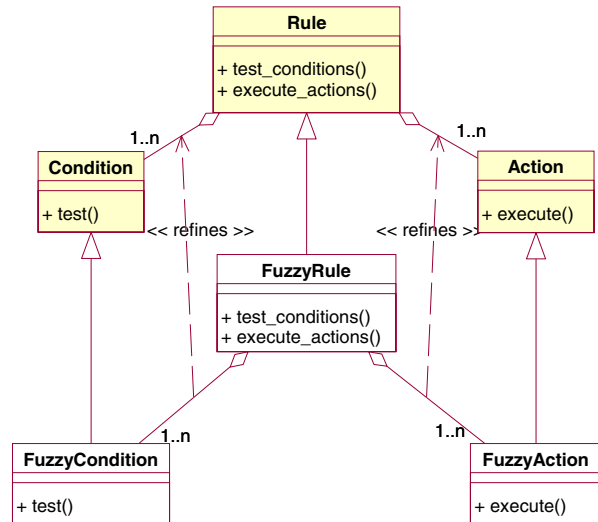 Rule
+ test_conditions()
+ execute_actions()
1..n
1..n
Condition
+ test()
Action
+ execute()
<< refines >>
<< refines >>
FuzzyRule
+ test_conditions()
+ execute_actions()
1..n
1..n
FuzzyCondition
+ test()
FuzzyAction
+ execute()